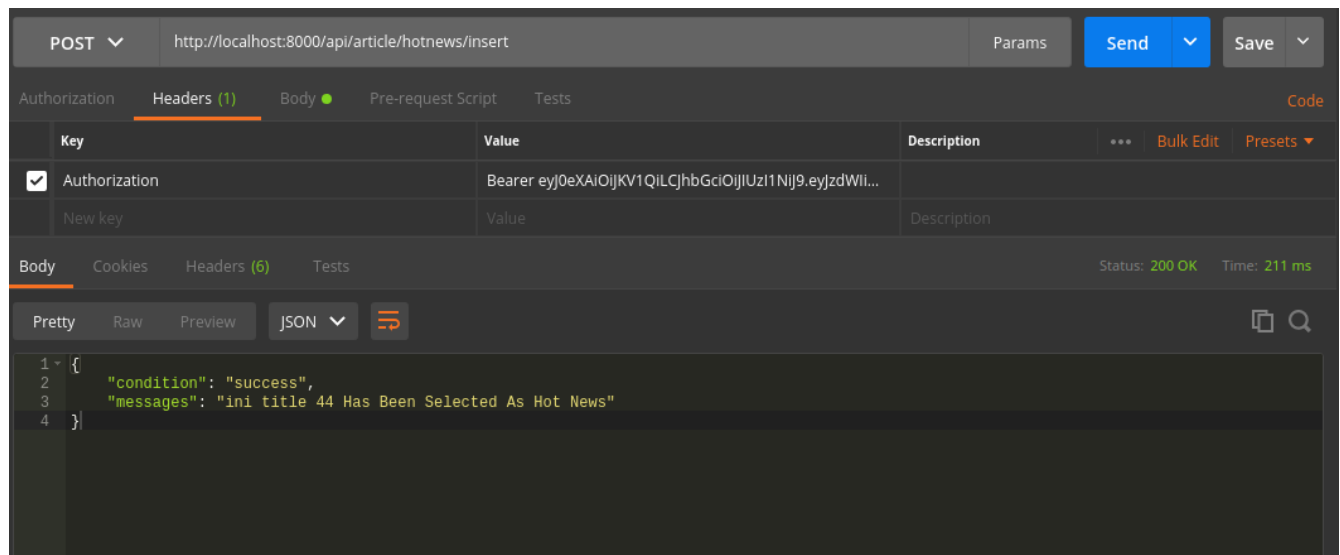 POST http://localhost:8000/api/article/hotnews/insert Params Send Save
Authorization Headers (1) Body Pre-request Script Tests Code
Key Value Description ••• Bulk Edit Presets
Authorization Bearer eyJ0eXAiOiJKV1QiLCJhbGciOiJIUzI1NiJ9.eyJzdWIi...
New key Value Description
Body Cookies Headers (6) Tests Status: 200 OK Time: 211 ms
Pretty Raw Preview JSON
1 {
2 "condition": "success",
3 "messages": "ini title 44 Has Been Selected As Hot News"
4 }